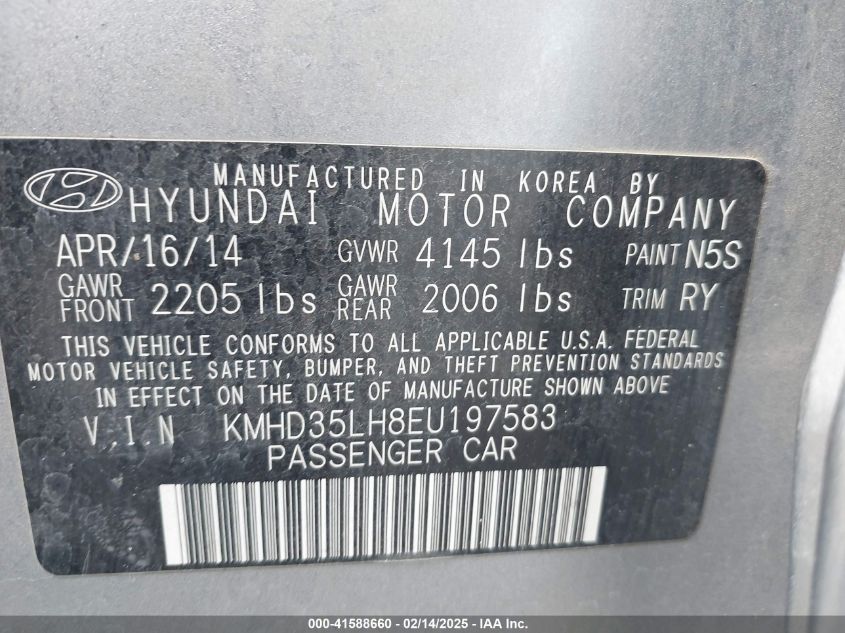 MANUFACTURED IN KOREA BY
HYUNDAI MOTOR COMPANY
APR/16/14 GVWR 4145 lbs PAINT N5S
GAWR FRONT 2205 lbs GAWR REAR 2006 lbs TRIM RY
THIS VEHICLE CONFORMS TO ALL APPLICABLE U.S.A. FEDERAL
MOTOR VEHICLE SAFETY, BUMPER, AND THEFT PREVENTION STANDARDS
IN EFFECT ON THE DATE OF MANUFACTURE SHOWN ABOVE
V.I.N KMHD35LH8EU197583
PASSENGER CAR
000-41588660 - 02/14/2025 - IAA Inc.